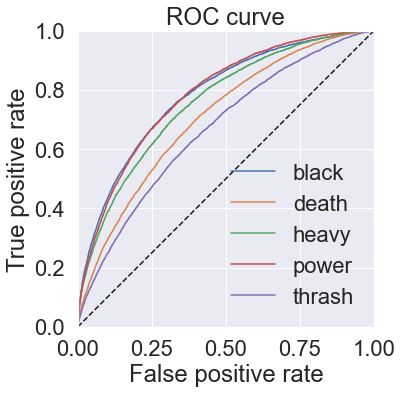 ROC curve
True positive rate
1.0
0.8
0.6
0.4
0.2
0.0
black
death
heavy
power
thrash
0.00 0.25 0.50 0.75 1.00
False positive rate